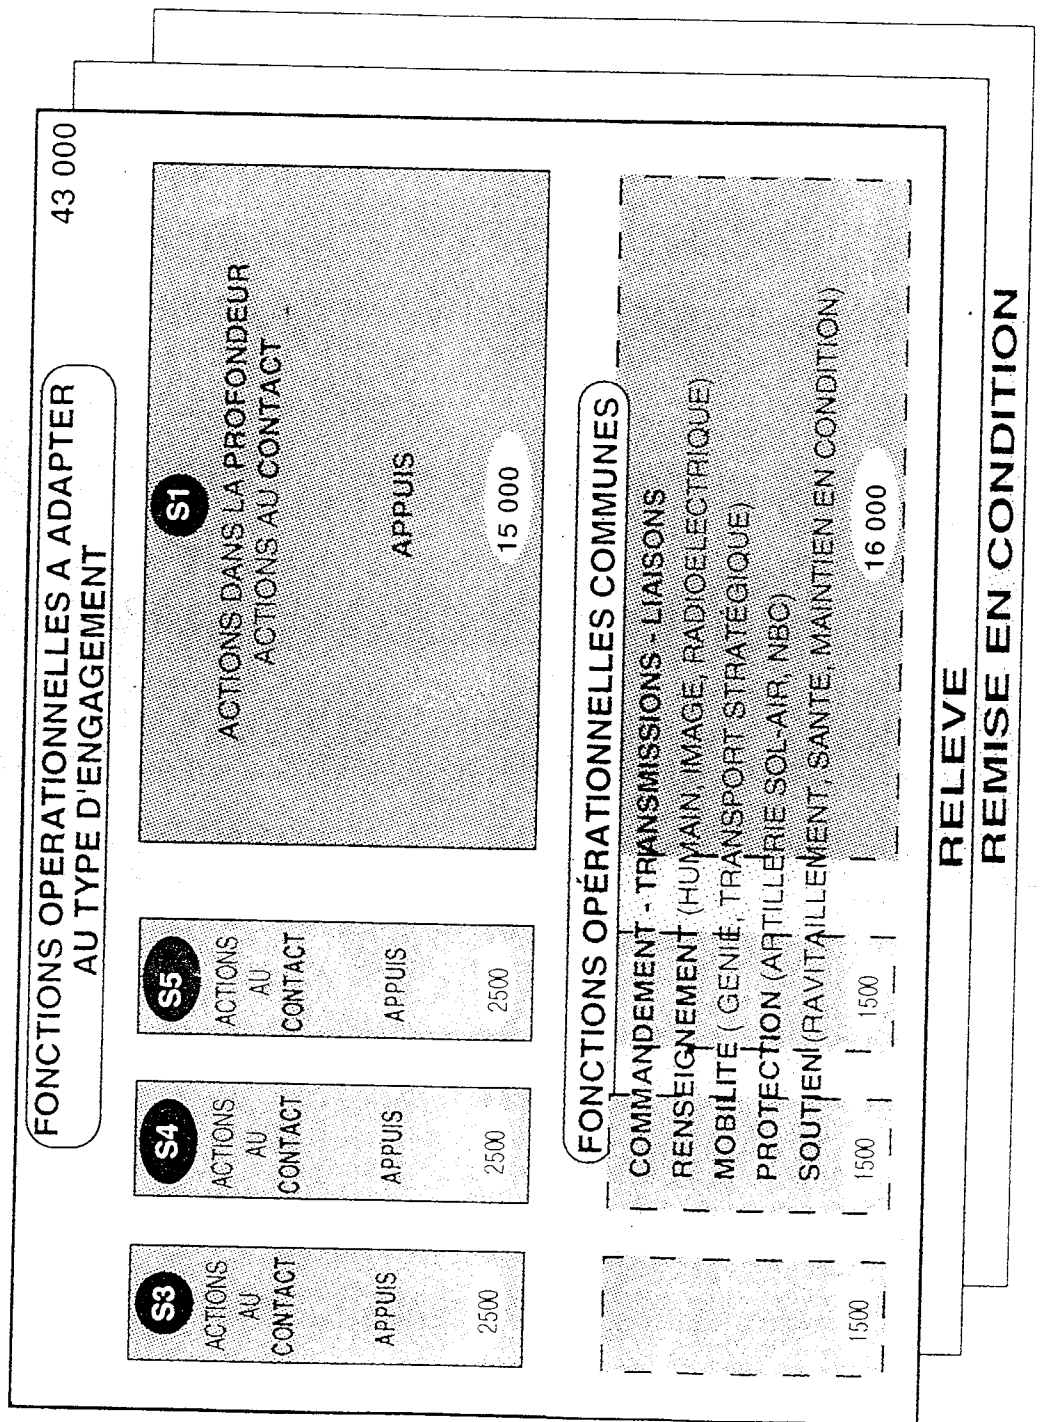 FONCTIONS OPERATIONNELLES A ADAPTER
AU TYPE D'ENGAGEMENT
43 000
S3
ACTIONS
AU
CONTACT
APPUIS
2500
S4
ACTIONS
AU
CONTACT
APPUIS
2500
S5
ACTIONS
AU
CONTACT
APPUIS
2500
S1
ACTIONS DANS LA PROFONDEUR
ACTIONS AU CONTACT
APPUIS
15 000
FONCTIONS OPÉRATIONNELLES COMMUNES
COMMANDEMENT - TRANSMISSIONS - LIAISONS
RENSEIGNEMENT (HUMAIN, IMAGE, RADIOELECTRIQUE)
MOBILITE ( GENIE, TRANSPORT STRATÉGIQUE)
PROTECTION (ARTILLERIE SOL-AIR, NBC)
SOUTIEN (RAVITAILLEMENT, SANTE, MAINTIEN EN CONDITION)
1500
1500
1500
16 000
RELEVE
REMISE EN CONDITION